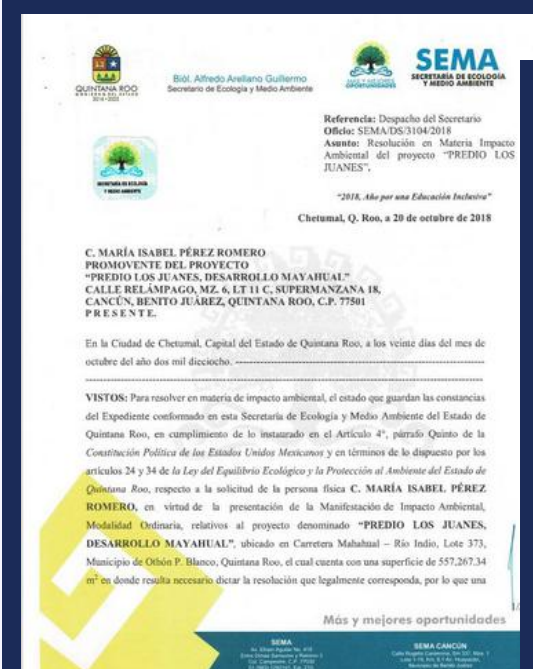 QUINTANA ROO
Biól. Alfredo Arellano Guillermo
Secretario de Ecología y Medio Ambiente
MÁS Y MEJORES
OPORTUNIDADES
SEMA
SECRETARÍA DE ECOLOGÍA
Y MEDIO AMBIENTE
SECRETARÍA DE ECOLOGÍA
Y MEDIO AMBIENTE
Referencia: Despacho del Secretario
Oficio: SEMA/DS/3104/2018
Asunto: Resolución en Materia Impacto
Ambiental del proyecto “PREDIO LOS
JUANES”.
“2018, Año por una Educación Inclusiva”
Chetumal, Q. Roo, a 20 de octubre de 2018
C. MARÍA ISABEL PÉREZ ROMERO
PROMOVENTE DEL PROYECTO
“PREDIO LOS JUANES, DESARROLLO MAYAHUAL”
CALLE RELÁMPAGO, MZ. 6, LT 11 C, SUPERMANZANA 18,
CANCÚN, BENITO JUÁREZ, QUINTANA ROO, C.P. 77501
P R E S E N T E.
En la Ciudad de Chetumal, Capital del Estado de Quintana Roo, a los veinte días del mes de
octubre del año dos mil dieciocho.
VISTOS: Para resolver en materia de impacto ambiental, el estado que guardan las constancias
del Expediente conformado en esta Secretaría de Ecología y Medio Ambiente del Estado de
Quintana Roo, en cumplimiento de lo instaurado en el Artículo 4°, párrafo Quinto de la
Constitución Política de los Estados Unidos Mexicanos y en términos de lo dispuesto por los
artículos 24 y 34 de la Ley del Equilibrio Ecológico y la Protección al Ambiente del Estado de
Quintana Roo, respecto a la solicitud de la persona física C. MARÍA ISABEL PÉREZ
ROMERO, en virtud de la presentación de la Manifestación de Impacto Ambiental,
Modalidad Ordinaria, relativos al proyecto denominado “PREDIO LOS JUANES,
DESARROLLO MAYAHUAL”, ubicado en Carretera Mahahual – Río Indio, Lote 373,
Municipio de Othón P. Blanco, Quintana Roo, el cual cuenta con una superficie de 557,267.34
m² en donde resulta necesario dictar la resolución que legalmente corresponda, por lo que una
Más y mejores oportunidades
SEMA
SEMA CANCÚN